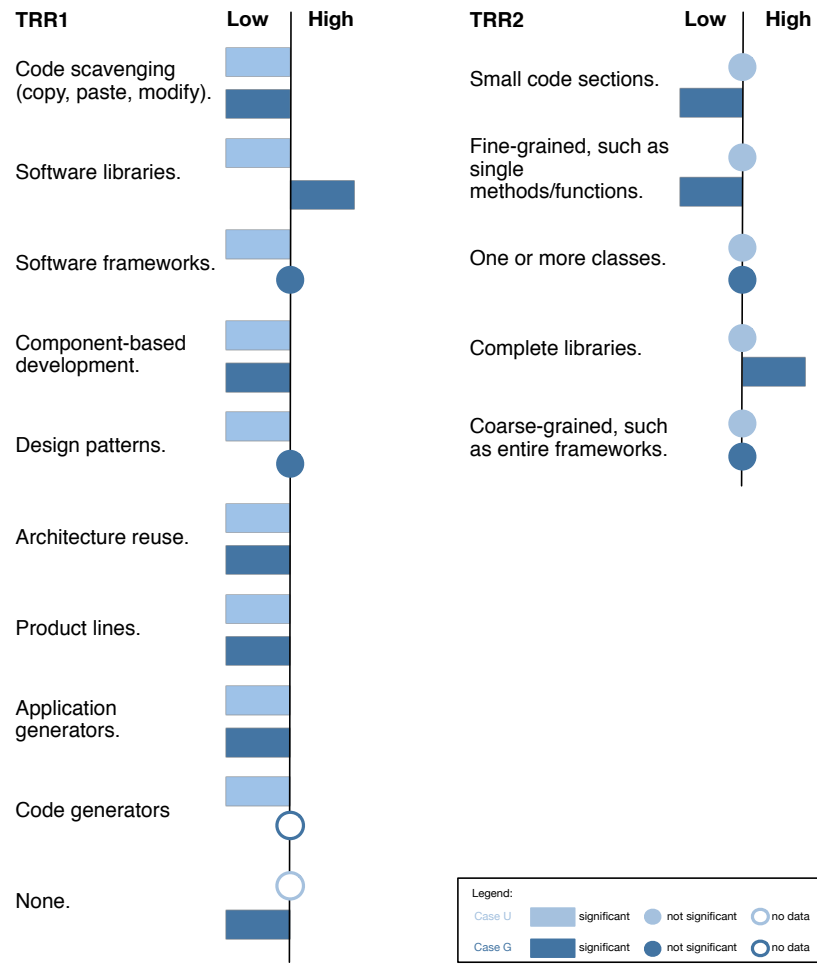 TRR1 Low High
Code scavenging
(copy, paste, modify).
Software libraries.
Software frameworks.
Component-based
development.
Design patterns.
Architecture reuse.
Product lines.
Application
generators.
Code generators
None.
TRR2 Low High
Small code sections.
Fine-grained, such as
single
methods/functions.
One or more classes.
Complete libraries.
Coarse-grained, such
as entire frameworks.
Legend:
Case U significant not significant no data
Case G significant not significant no data